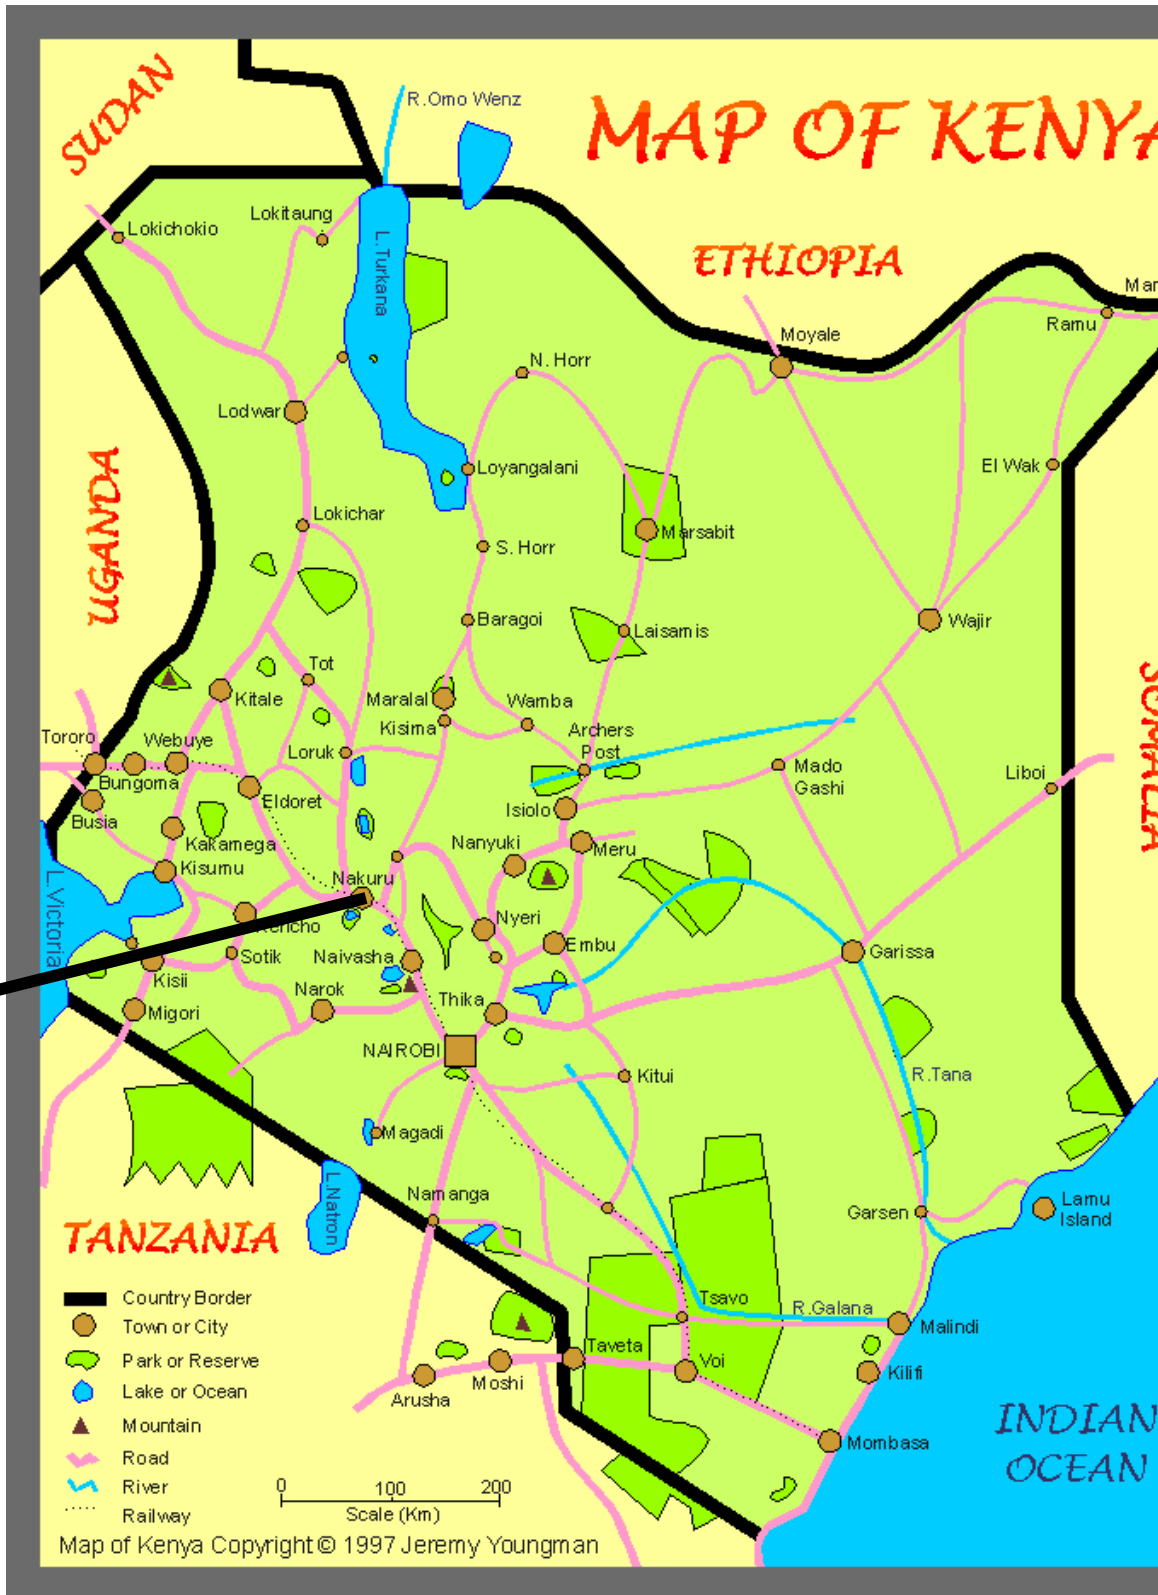 R.Omo Wenz
MAP OF KENYA
SUDAN
Lokitaung
Lokichokio
L.Turkana
ETHIOPIA
Mar
Ramu
Moyale
N. Horr
Lodwar
El Wak
Loyangalani
UGANDA
Lokichar
Marsabit
S. Horr
Baragoi
Laisamis
Wajir
SOMALIA
Tot
Kitale
Maralal
Wamba
Kisima
Archers
Post
Tororo
Webuye
Loruk
Mado
Gashi
Liboi
Bungoma
Eldoret
Isiolo
Busia
Kakamega
Nanyuki
Meru
Kisumu
Nakuru
L.Victoria
Kericho
Nyeri
Embu
Garissa
Sotik
Naivasha
Kisii
Narok
Thika
Migori
NAIROBI
Kitui
R.Tana
Magadi
L.Natron
Namanga
Garsen
Lamu
Island
TANZANIA
Country Border
Tsavo
R.Galana
Town or City
Malindi
Taveta
Voi
Park or Reserve
Kilifi
Moshi
Lake or Ocean
Arusha
INDIAN
OCEAN
Mountain
Mombasa
Road
River
0 100 200
Railway
Scale (Km)
Map of Kenya Copyright © 1997 Jeremy Youngman